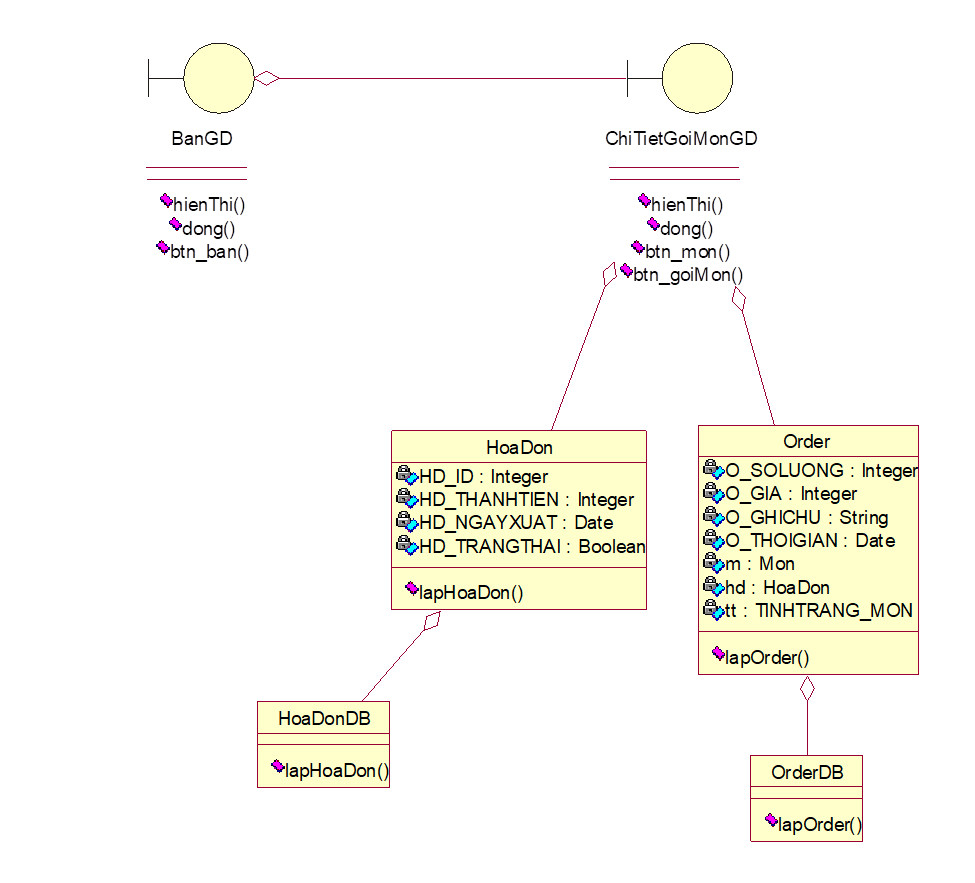 BanGD
hienThi()
dong()
btn_ban()
ChiTietGoiMonGD
hienThi()
dong()
btn_mon()
btn_goiMon()
HoaDon
HD_ID : Integer
HD_THANHTIEN : Integer
HD_NGAYXUAT : Date
HD_TRANGTHAI : Boolean
lapHoaDon()
Order
O_SOLUONG : Integer
O_GIA : Integer
O_GHICHU : String
O_THOIGIAN : Date
m : Mon
hd : HoaDon
tt : TINHTRANG_MON
lapOrder()
HoaDonDB
lapHoaDon()
OrderDB
lapOrder()